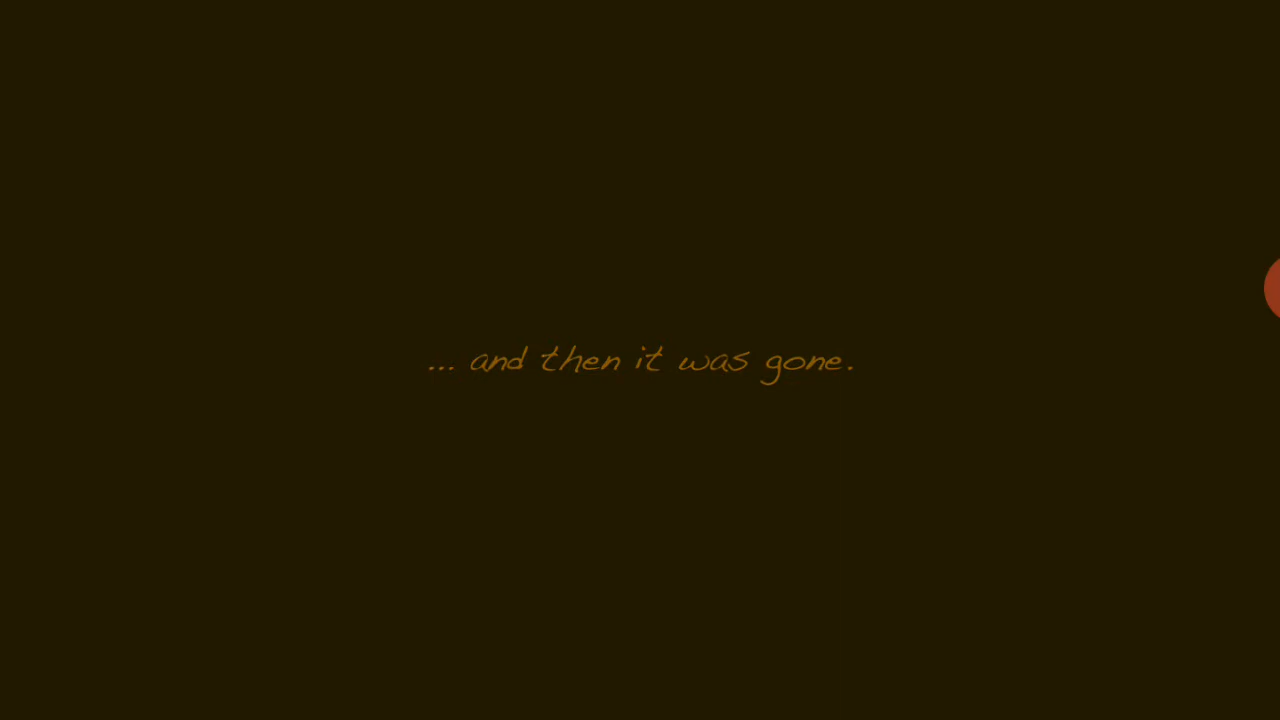 ... and then it was gone.